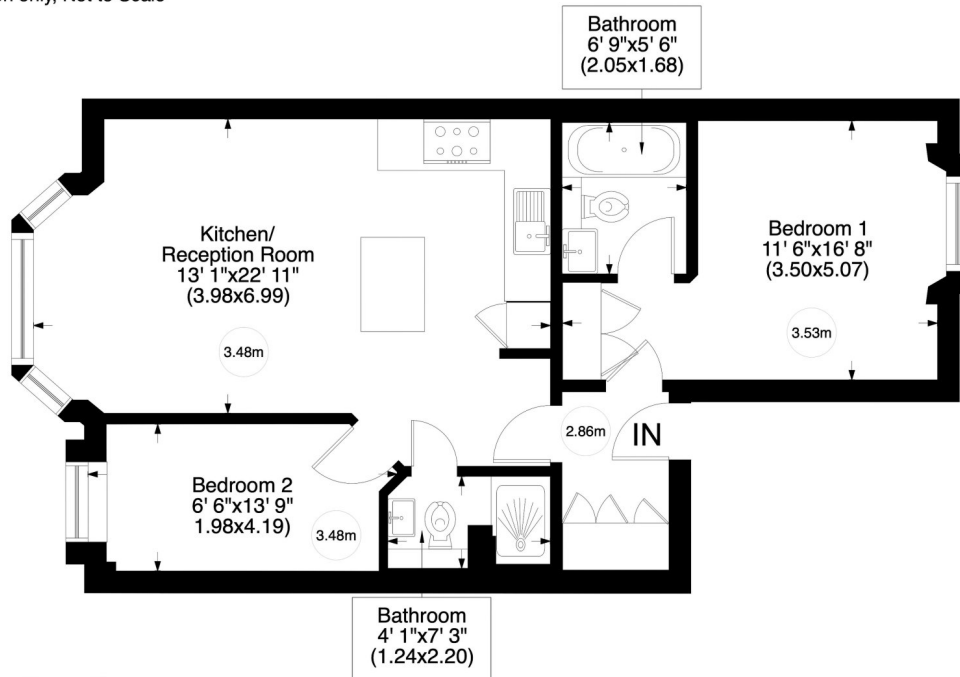 only, Not to Scale
Bathroom
6' 9"x5' 6"
(2.05x1.68)
Kitchen/
Reception Room
13' 1"x22' 11"
(3.98x6.99)
3.48m
Bedroom 1
11' 6"x16' 8"
(3.50x5.07)
3.53m
2.86m
IN
Bedroom 2
6' 6"x13' 9"
1.98x4.19)
3.48m
Bathroom
4' 1"x7' 3"
(1.24x2.20)